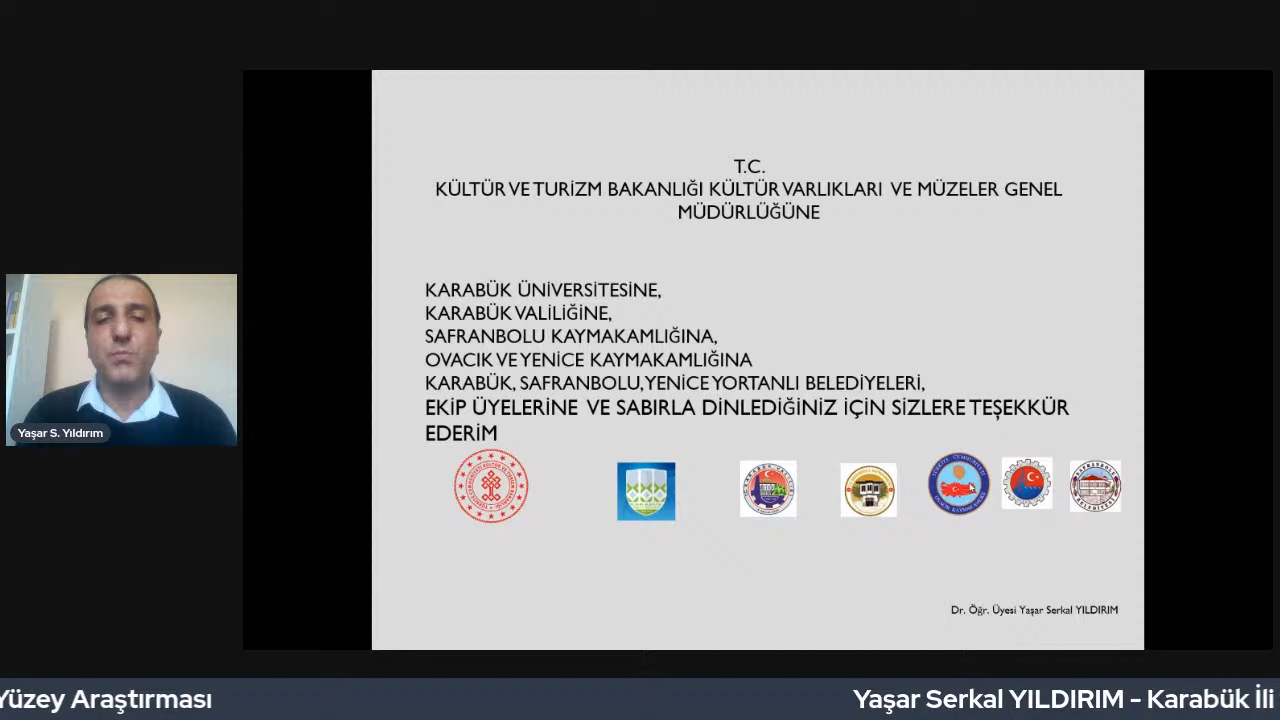 T.C.
KÜLTÜR VE TURİZM BAKANLIĞI KÜLTÜR VARLIKLARI VE MÜZELER GENEL
MÜDÜRLÜĞÜNE
KARABÜK ÜNİVERSİTESİNE,
KARABÜK VALİLİĞİNE,
SAFRANBOLU KAYMAKAMLIĞINA,
OVACIK VE YENİCE KAYMAKAMLIĞINA
KARABÜK, SAFRANBOLU,YENİCE YORTANLI BELEDİYELERİ,
EKİP ÜYELERİNE VE SABIRLA DİNLEDİĞİNİZ İÇİN SİZLERE TEŞEKKÜR
EDERİM
Yaşar S. Yıldırım
Dr. Öğr. Üyesi Yaşar Serkal YILDIRIM
Yüzey Araştırması
Yaşar Serkal YILDIRIM - Karabük İli